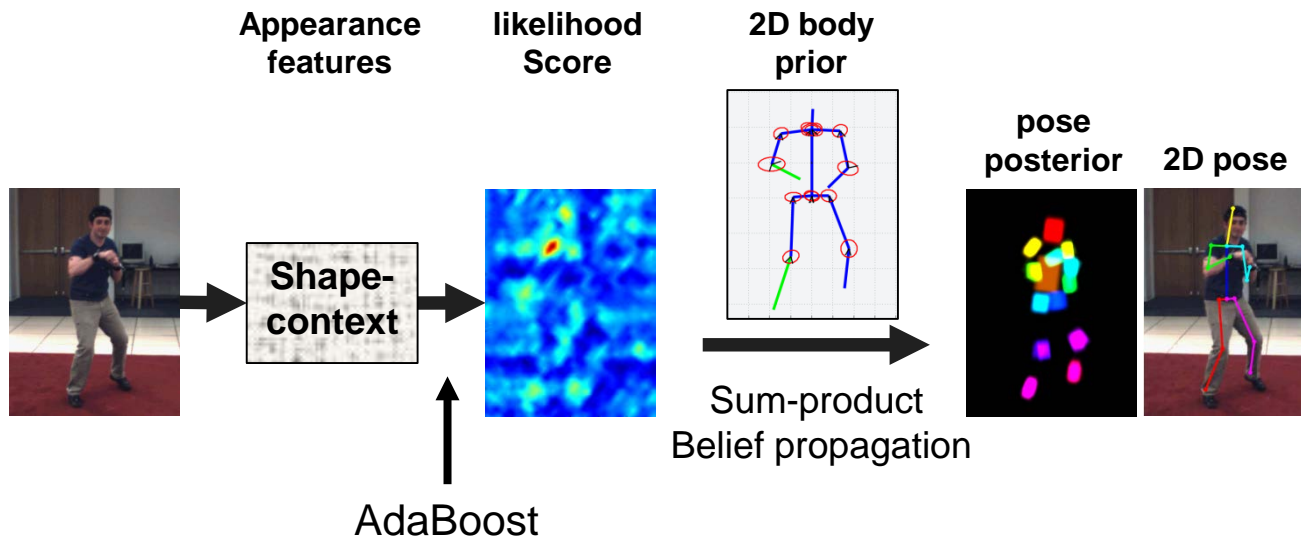 Appearance
features
likelihood
Score
2D body
prior
pose
posterior
2D pose
Shape-
context
Sum-product
Belief propagation
AdaBoost